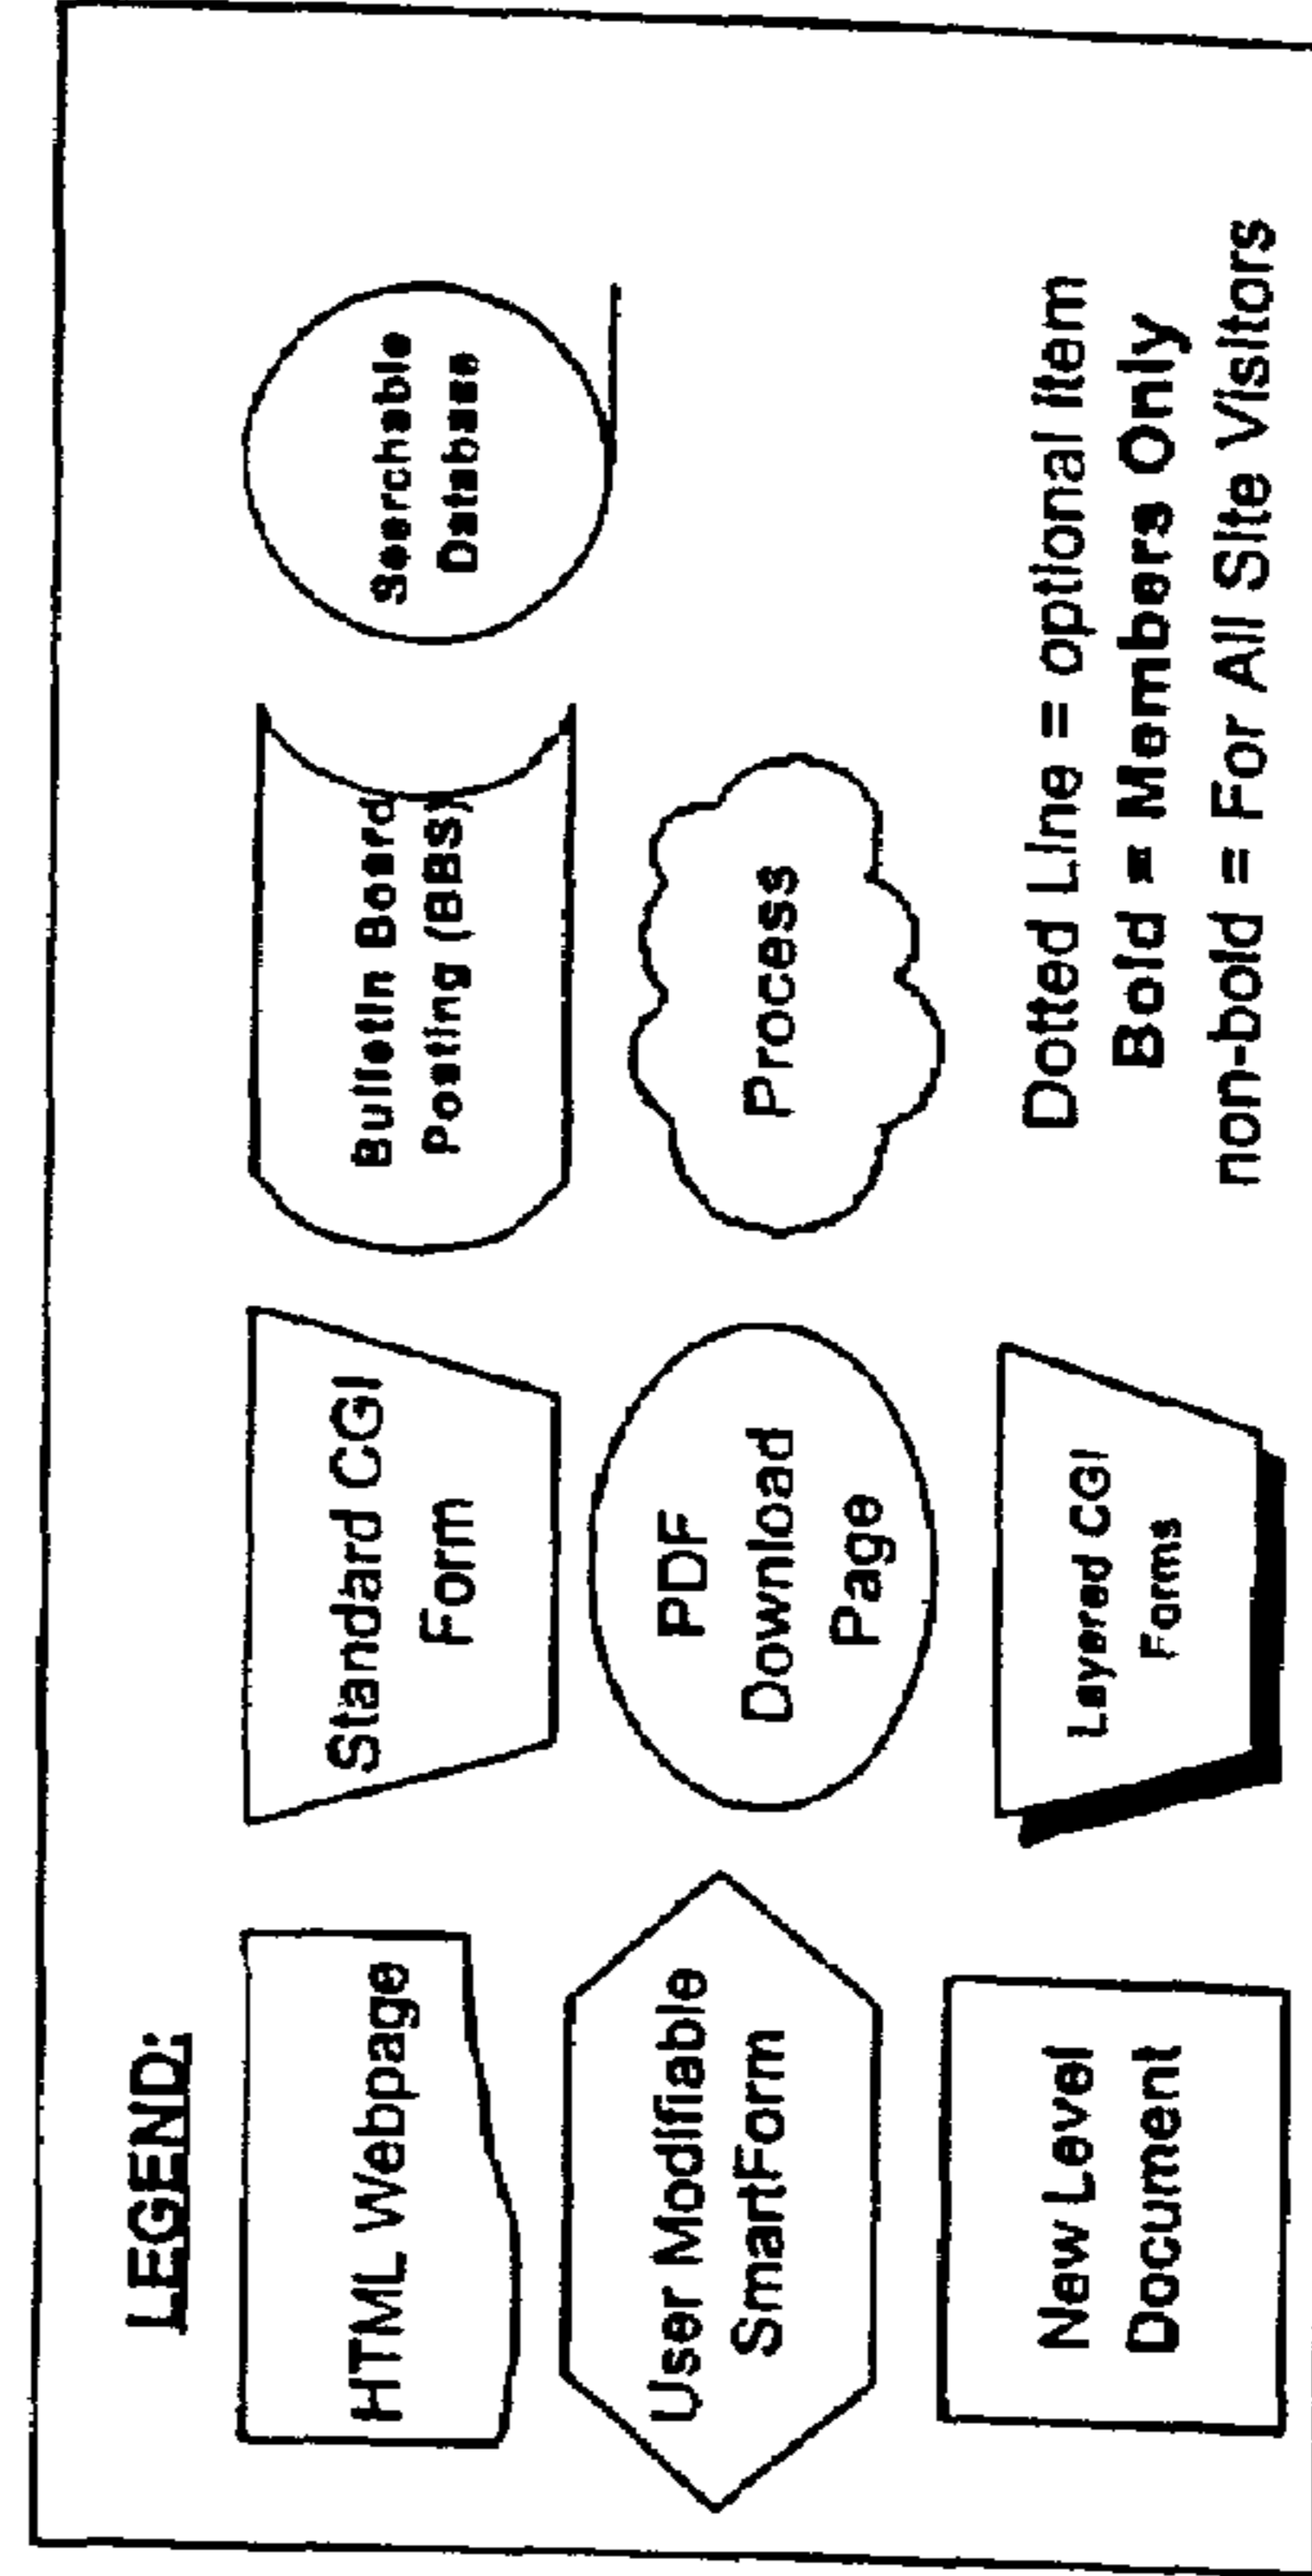 LEGEND:
HTML Webpage
Standard CGI
Form
Bulletin Board
Posting (BBS)
Searchable
Database
User Modifiable
SmartForm
PDF
Download
Page
Process
New Level
Document
Layered CGI
Forms
Dotted Line = optional item
Bold = Members Only
non-bold = For All Site Visitors